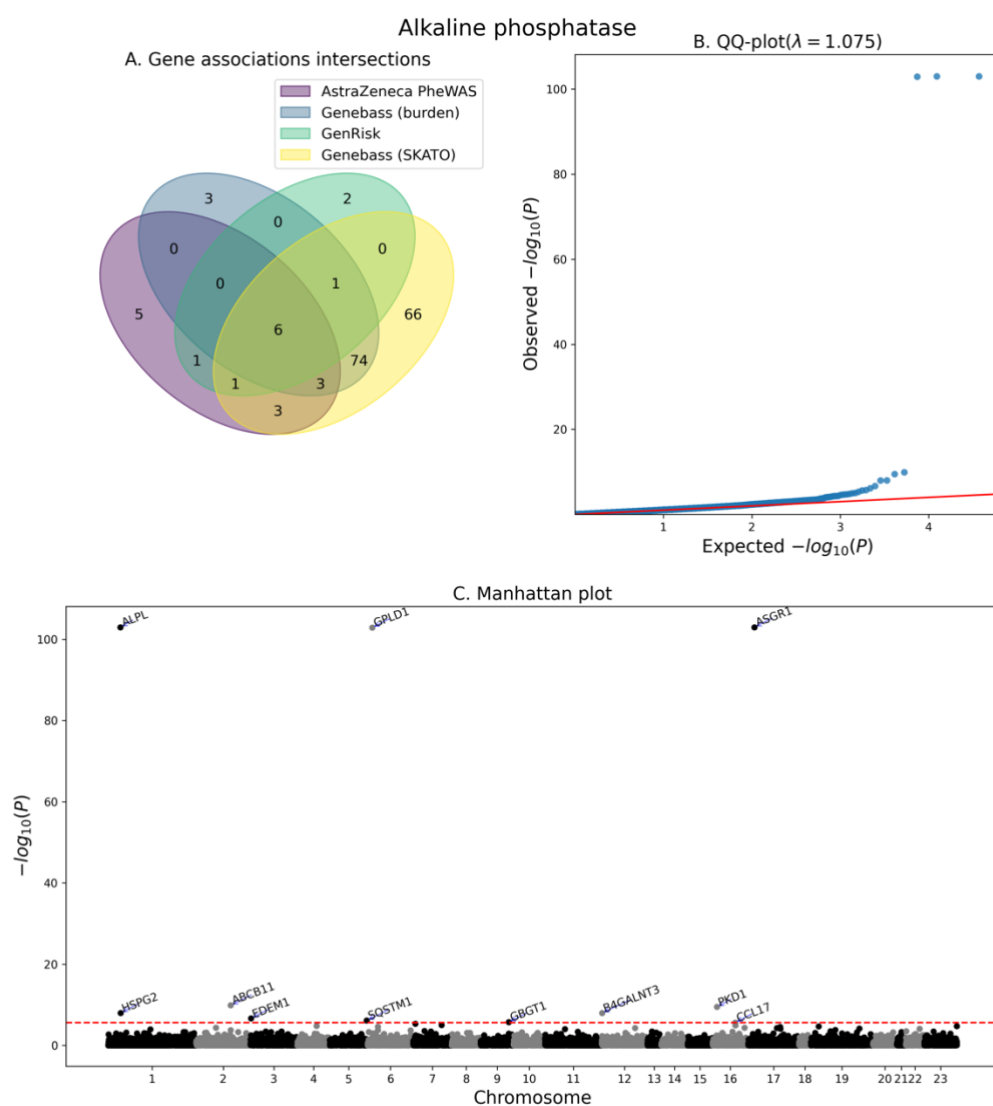 Alkaline phosphatase
A. Gene associations intersections
AstraZeneca PheWAS
Genebass (burden)
GenRisk
Genebass (SKATO)
3
2
0
0
0
0
1
5
6
66
1
74
1
3
3
B. QQ-plot(λ = 1.075)
Observed −log₁₀(P)
100
80
60
40
20
1
2
3
4
Expected −log₁₀(P)
C. Manhattan plot
−log₁₀(P)
100
80
60
40
20
0
ALPL
GPLD1
ASGR1
HSPG2
ABCB11
EDEM1
SQSTM1
GBGT1
B4GALNT3
PKD1
CCL17
1
2
3
4
5
6
7
8
9
10
11
12
13
14
15
16
17
18
19
20
21
22
23
Chromosome